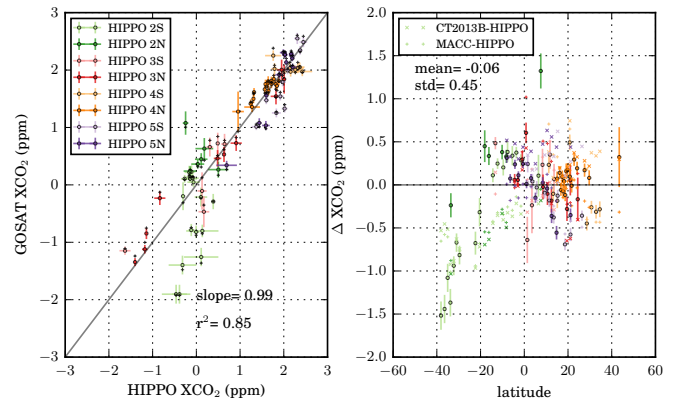 HIPPO 2S
HIPPO 2N
HIPPO 3S
HIPPO 3N
HIPPO 4S
HIPPO 4N
HIPPO 5S
HIPPO 5N
slope= 0.99
r² = 0.85
3
2
1
0
−1
−2
−3
−3 −2 −1 0 1 2 3
GOSAT XCO₂ (ppm)
HIPPO XCO₂ (ppm)
CT2013B-HIPPO
MACC-HIPPO
mean= -0.06
std= 0.45
2.0
1.5
1.0
0.5
0.0
−0.5
−1.0
−1.5
−2.0
−60 −40 −20 0 20 40 60
Δ XCO₂ (ppm)
latitude